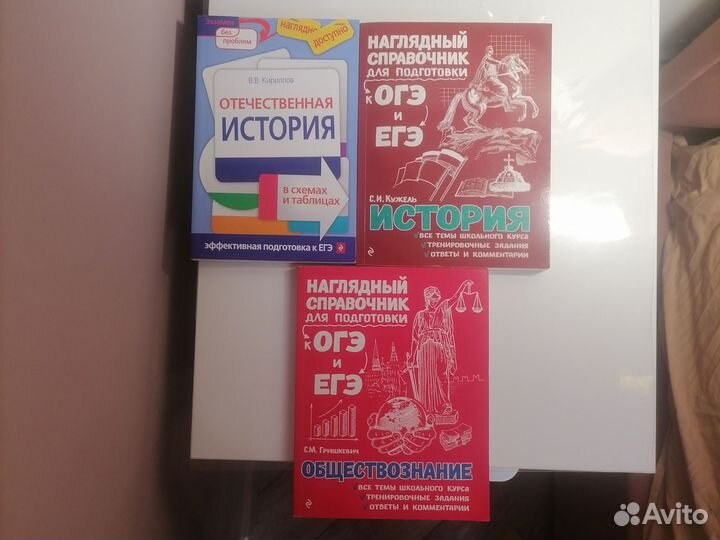 Экзамен
без
проблем
наглядно
доступно
В.В. Кириллов
ОТЕЧЕСТВЕННАЯ
ИСТОРИЯ
в схемах
и таблицах
эффективная подготовка к ЕГЭ
НАГЛЯДНЫЙ
СПРАВОЧНИК
ДЛЯ ПОДГОТОВКИ
К ОГЭ
И
ЕГЭ
С.И. Кужель
ИСТОРИЯ
ВСЕ ТЕМЫ ШКОЛЬНОГО КУРСА
ТРЕНИРОВОЧНЫЕ ЗАДАНИЯ
ОТВЕТЫ И КОММЕНТАРИИ
НАГЛЯДНЫЙ
СПРАВОЧНИК
ДЛЯ ПОДГОТОВКИ
К ОГЭ
И
ЕГЭ
С.М. Гришкевич
ОБЩЕСТВОЗНАНИЕ
ВСЕ ТЕМЫ ШКОЛЬНОГО КУРСА
ТРЕНИРОВОЧНЫЕ ЗАДАНИЯ
ОТВЕТЫ И КОММЕНТАРИИ
Avito